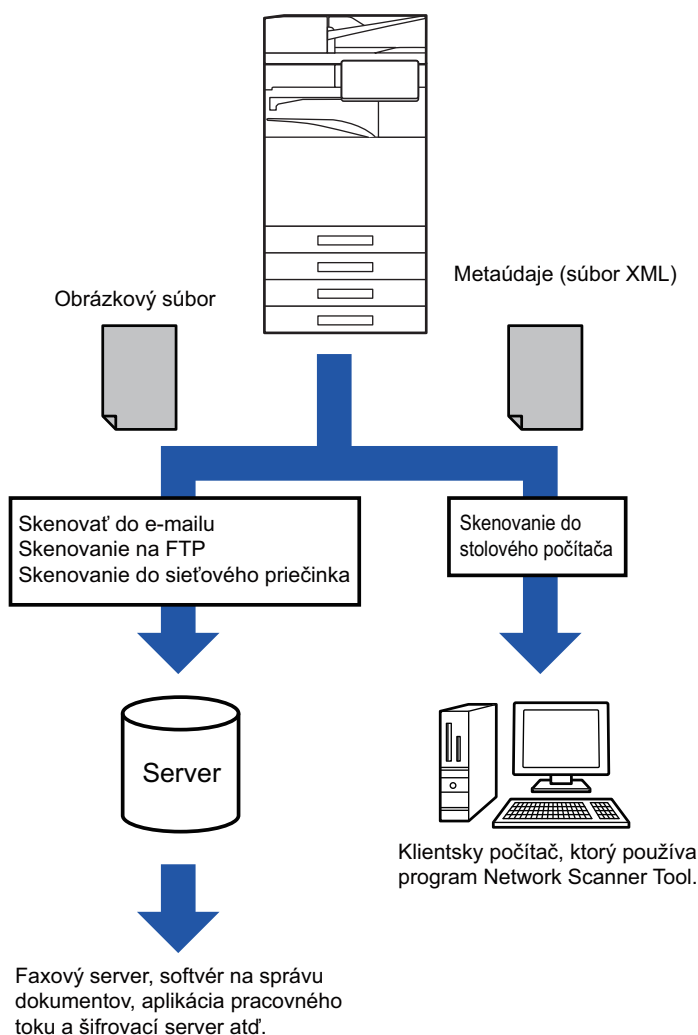 Metaúdaje (súbor XML)
Obrázkový súbor
Skenovať do e-mailu
Skenovanie na FTP
Skenovanie do sieťového priečinka
Skenovanie do
stolového počítača
Server
Klientsky počítač, ktorý používa
program Network Scanner Tool.
Faxový server, softvér na správu
dokumentov, aplikácia pracovného
toku a šifrovací server atď.